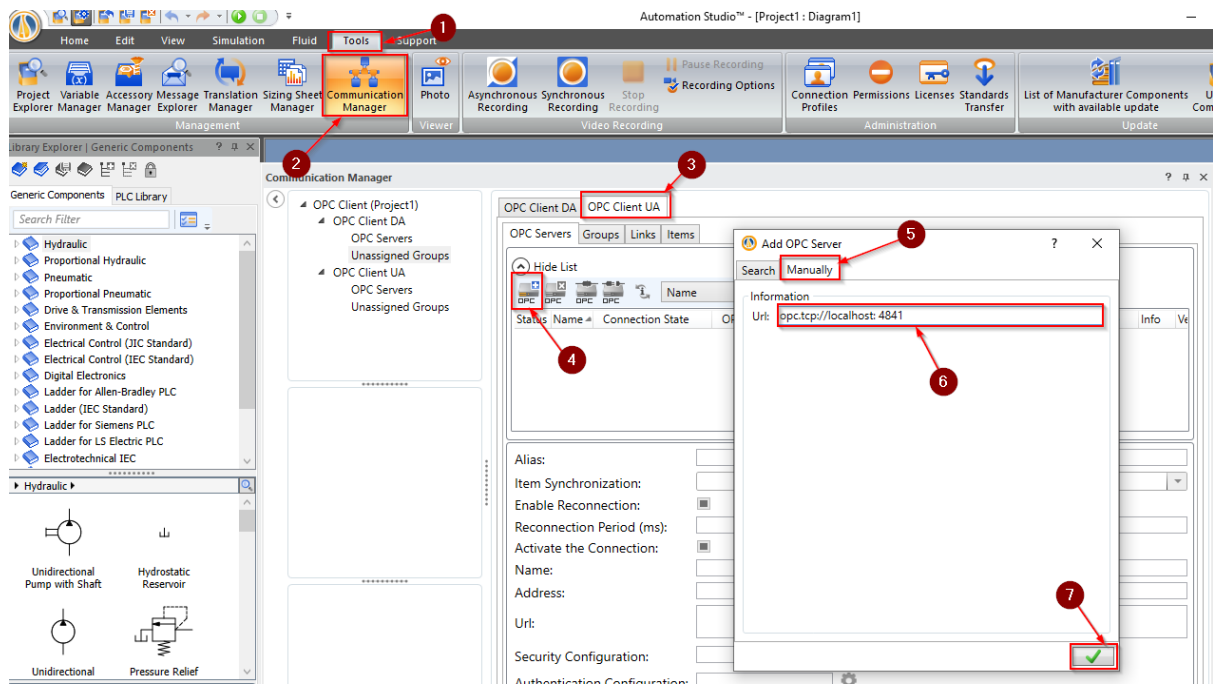 Automation Studio™ - [Project1 : Diagram1]
1
Home Edit View Simulation Fluid Tools Support
Project Explorer
Variable Manager
Accessory Manager
Message Explorer
Translation Manager
Sizing Sheet Manager
Communication Manager
Photo
Asynchronous Recording
Synchronous Recording
Stop Recording
Pause Recording
Recording Options
Connection Profiles
Permissions
Licenses
Standards Transfer
List of Manufacturer Components with available update
Management
Viewer
Video Recording
Administration
Update
2
3
Library Explorer | Generic Components
Generic Components PLC Library
Search Filter
Hydraulic
Proportional Hydraulic
Pneumatic
Proportional Pneumatic
Drive & Transmission Elements
Environment & Control
Electrical Control (JIC Standard)
Electrical Control (IEC Standard)
Digital Electronics
Ladder for Allen-Bradley PLC
Ladder (IEC Standard)
Ladder for Siemens PLC
Ladder for LS Electric PLC
Electrotechnical IEC
Hydraulic
Unidirectional
Pump with Shaft
Hydrostatic
Reservoir
Unidirectional
Pressure Relief
Communication Manager
OPC Client (Project1)
OPC Client DA
OPC Servers
Unassigned Groups
OPC Client UA
OPC Servers
Unassigned Groups
OPC Client DA OPC Client UA
OPC Servers Groups Links Items
Hide List
OPC OPC OPC OPC
Name
Status Name Connection State
Info
4
Alias:
Item Synchronization:
Enable Reconnection:
Reconnection Period (ms):
Activate the Connection:
Name:
Address:
Url:
Security Configuration:
Authentication Configuration:
Add OPC Server ? X
5
Search Manually
Information
Url: opc.tcp://localhost: 4841
6
7